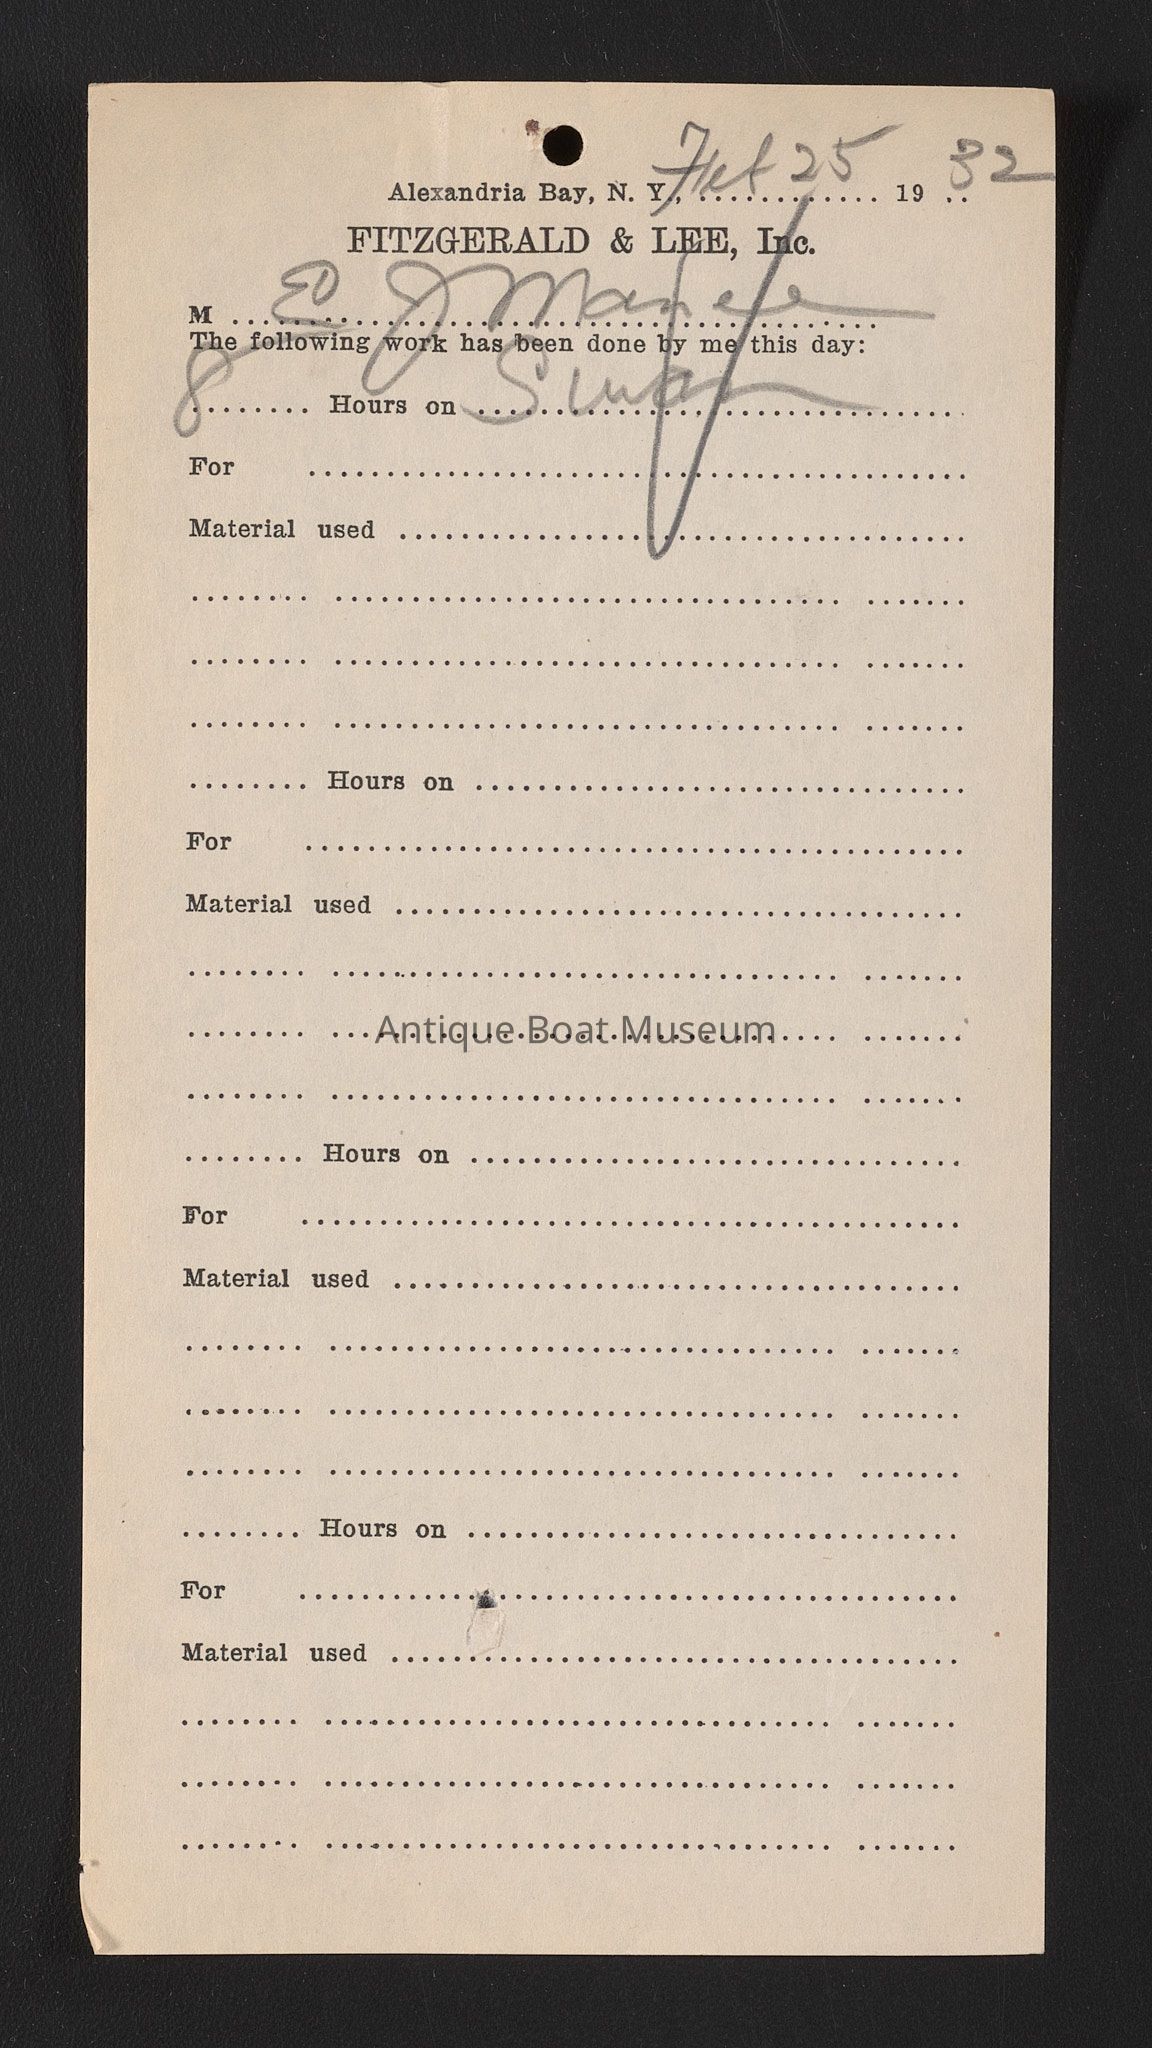 Alexandria Bay, N. Y., Feb 25 19 32
FITZGERALD & LEE, Inc.
M ........................................
The following work has been done by me this day:
8 ........ Hours on ........................................
For ........................................
Material used ........................................
........ Hours on ........................................
For ........................................
Material used ........................................
Antique Boat Museum
........ Hours on ........................................
For ........................................
Material used ........................................
........ Hours on ........................................
For ........................................
Material used ........................................